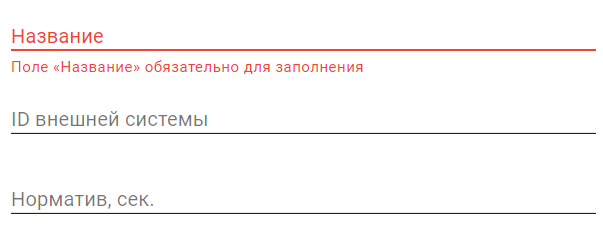 Название
Поле «Название» обязательно для заполнения
ID внешней системы
Норматив, сек.